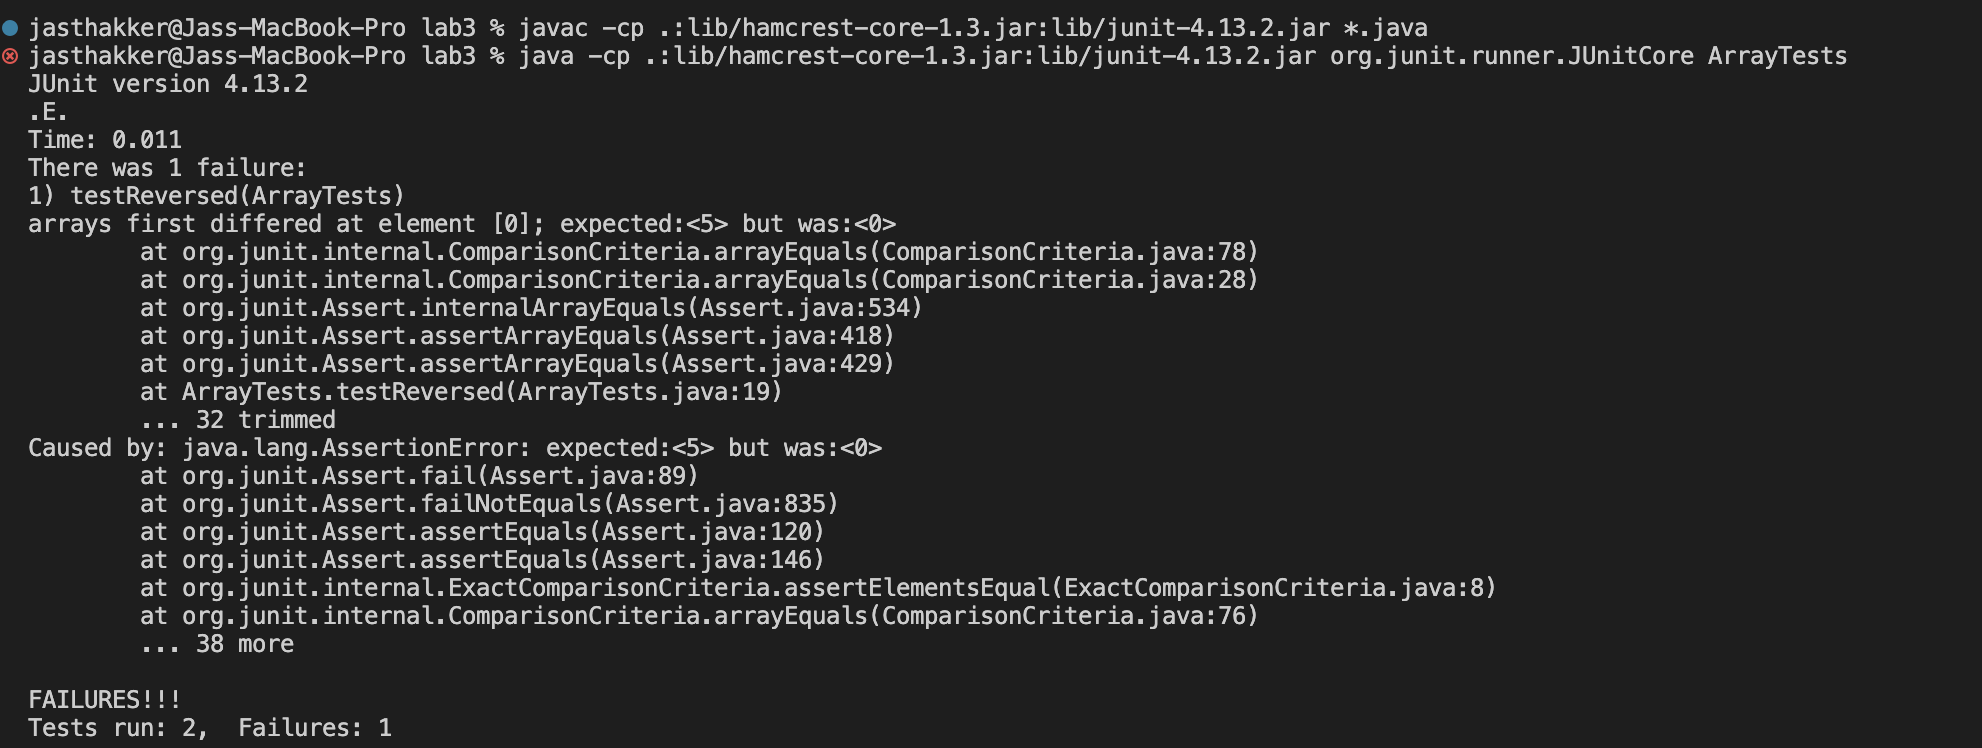 jasthakker@Jass-MacBook-Pro lab3 % javac -cp .:lib/hamcrest-core-1.3.jar:lib/junit-4.13.2.jar *.java
jasthakker@Jass-MacBook-Pro lab3 % java -cp .:lib/hamcrest-core-1.3.jar:lib/junit-4.13.2.jar org.junit.runner.JUnitCore ArrayTests
JUnit version 4.13.2
.E.
Time: 0.011
There was 1 failure:
1) testReversed(ArrayTests)
arrays first differed at element [0]; expected:<5> but was:<0>
        at org.junit.internal.ComparisonCriteria.arrayEquals(ComparisonCriteria.java:78)
        at org.junit.internal.ComparisonCriteria.arrayEquals(ComparisonCriteria.java:28)
        at org.junit.Assert.internalArrayEquals(Assert.java:534)
        at org.junit.Assert.assertArrayEquals(Assert.java:418)
        at org.junit.Assert.assertArrayEquals(Assert.java:429)
        at ArrayTests.testReversed(ArrayTests.java:19)
        ... 32 trimmed
Caused by: java.lang.AssertionError: expected:<5> but was:<0>
        at org.junit.Assert.fail(Assert.java:89)
        at org.junit.Assert.failNotEquals(Assert.java:835)
        at org.junit.Assert.assertEquals(Assert.java:120)
        at org.junit.Assert.assertEquals(Assert.java:146)
        at org.junit.internal.ExactComparisonCriteria.assertElementsEqual(ExactComparisonCriteria.java:8)
        at org.junit.internal.ComparisonCriteria.arrayEquals(ComparisonCriteria.java:76)
        ... 38 more

FAILURES!!!
Tests run: 2,  Failures: 1